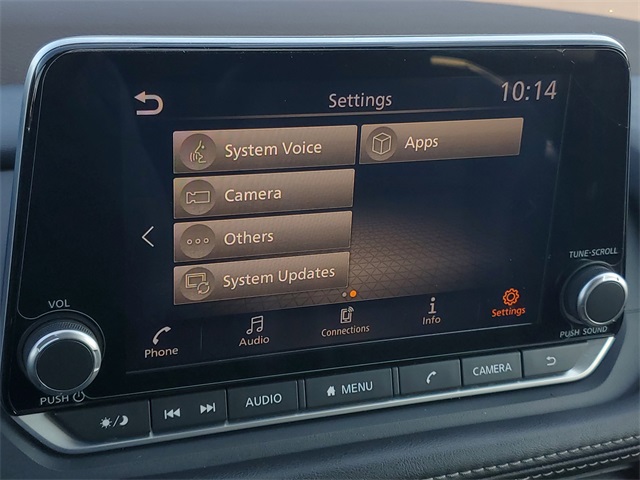 Settings
10:14
System Voice
Apps
Camera
Others
System Updates
Phone
Audio
Connections
Info
Settings
VOL
PUSH
TUNE·SCROLL
PUSH SOUND
AUDIO
MENU
CAMERA